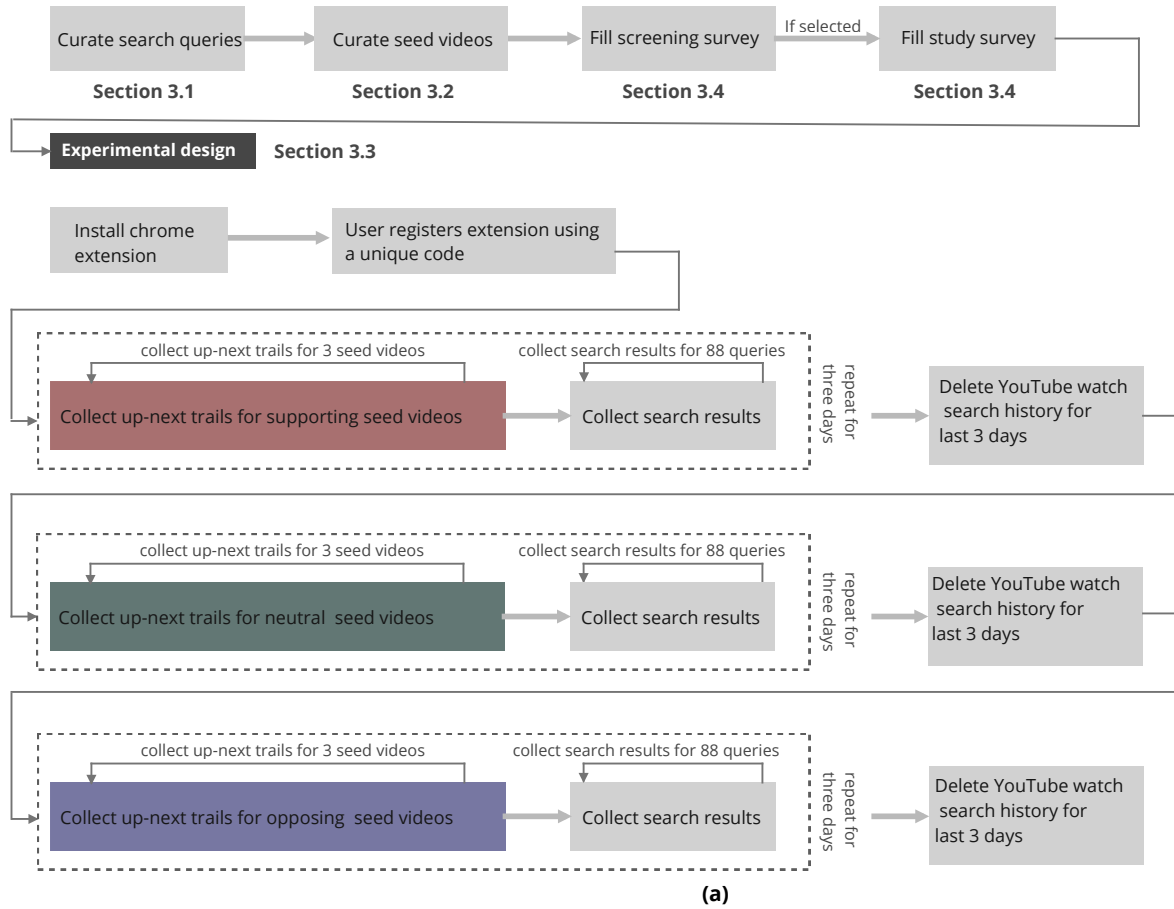 Curate search queries
Curate seed videos
Fill screening survey
If selected
Fill study survey
Section 3.1
Section 3.2
Section 3.4
Section 3.4
Experimental design
Section 3.3
Install chrome
extension
User registers extension using
a unique code
collect up-next trails for 3 seed videos
collect search results for 88 queries
Collect up-next trails for supporting seed videos
Collect search results
repeat for
three days
Delete YouTube watch
search history for
last 3 days
collect up-next trails for 3 seed videos
collect search results for 88 queries
Collect up-next trails for neutral seed videos
Collect search results
repeat for
three days
Delete YouTube watch
search history for
last 3 days
collect up-next trails for 3 seed videos
collect search results for 88 queries
Collect up-next trails for opposing seed videos
Collect search results
repeat for
three days
Delete YouTube watch
search history for
last 3 days
(a)